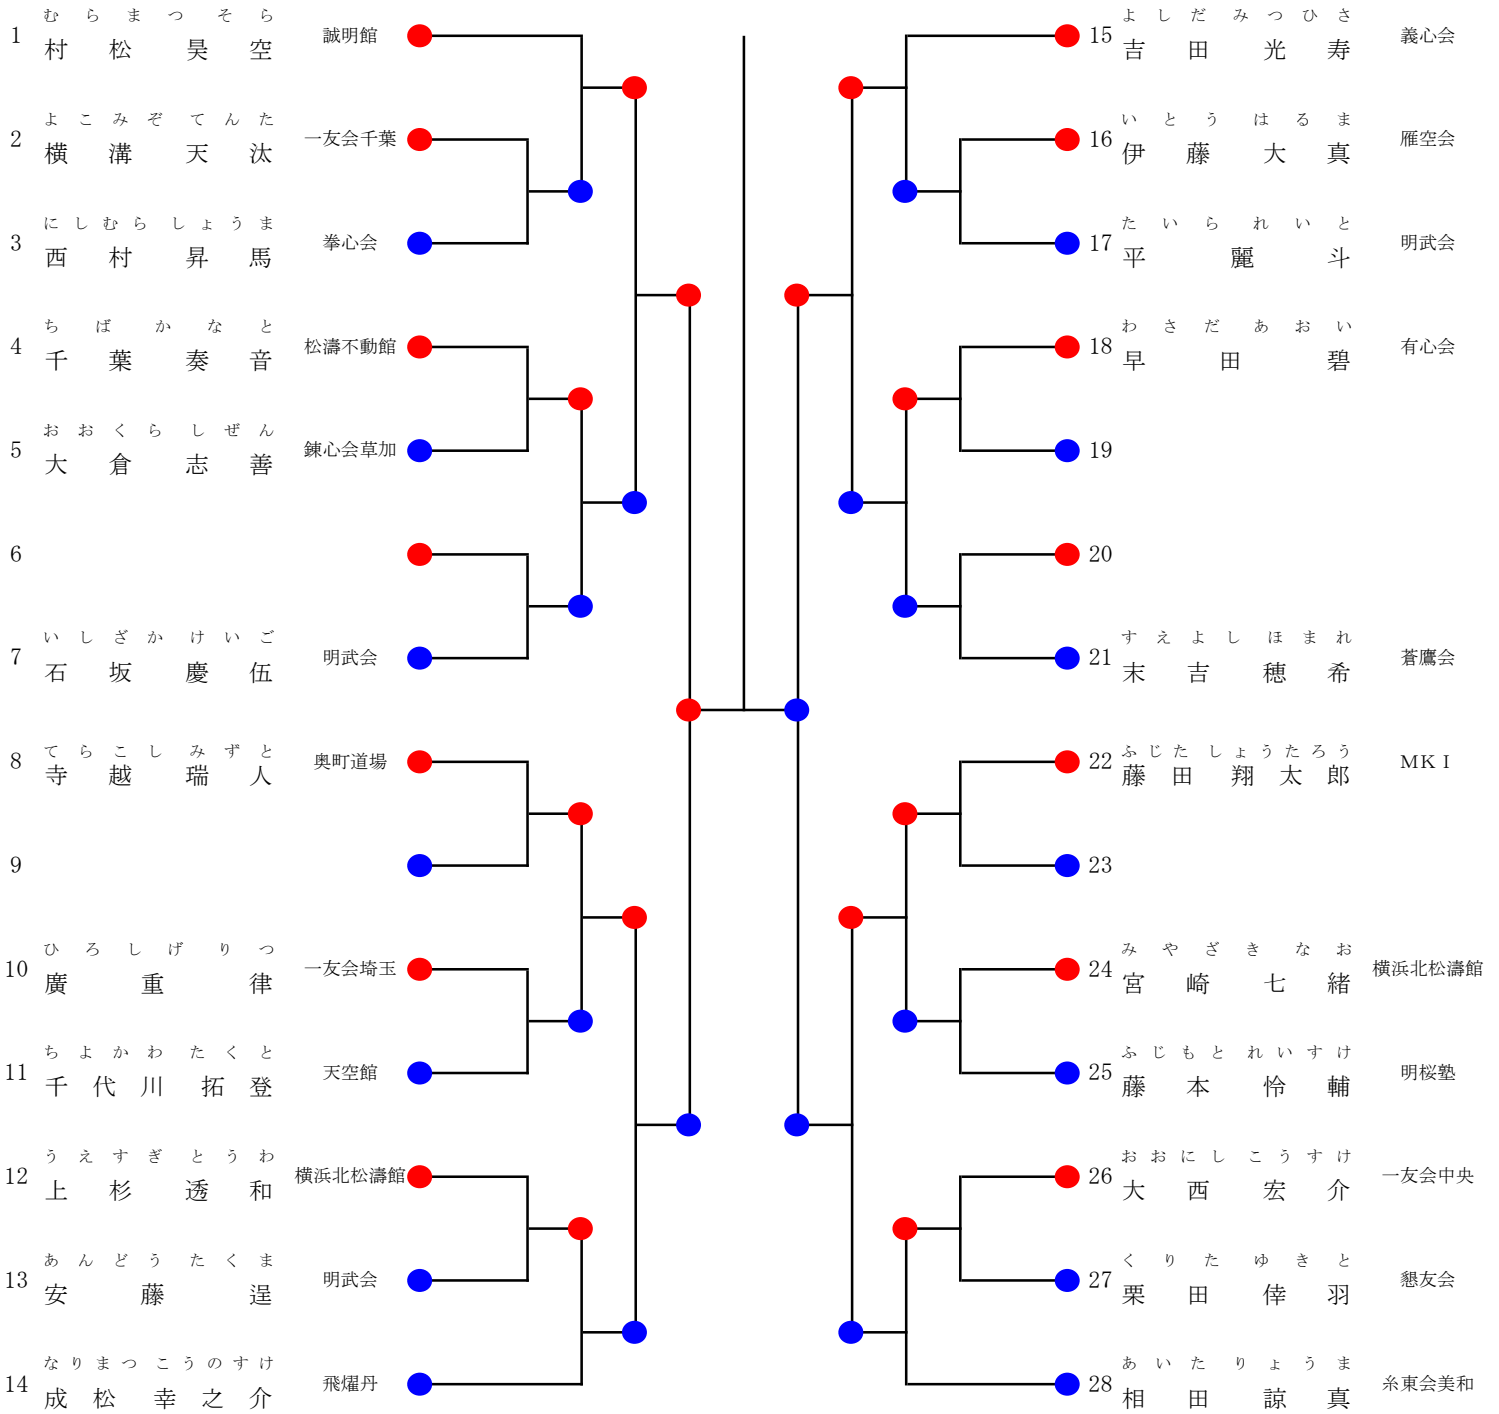 むらまつ そら
1 村松 昊空 誠明館
よこみぞ てんた
2 横溝 天汰 一友会千葉
にしむら しょうま
3 西村 昇馬 拳心会
ちば かなと
4 千葉 奏音 松濤不動館
おおくら しぜん
5 大倉 志善 錬心会草加
6
いしざか けいご
7 石坂 慶伍 明武会
てらこし みずと
8 寺越 瑞人 奥町道場
9
ひろしげ りつ
10 廣重 律 一友会埼玉
ちよかわ たくと
11 千代川 拓登 天空館
うえすぎ とうわ
12 上杉 透和 横浜北松濤館
あんどう たくま
13 安藤 逞 明武会
なりまつ こうのすけ
14 成松 幸之介 飛燿丹
よしだ みつひさ
15 吉田 光寿 義心会
いとう はるま
16 伊藤 大真 雁空会
たいら れいと
17 平 麗斗 明武会
わさだ あおい
18 早田 碧 有心会
19
20
すえよし ほまれ
21 末吉 穂希 蒼鷹会
ふじた しょうたろう
22 藤田 翔太郎 MKI
23
みやざき なお
24 宮崎 七緒 横浜北松濤館
ふじもと れいすけ
25 藤本 怜輔 明桜塾
おおにし こうすけ
26 大西 宏介 一友会中央
くりた ゆきと
27 栗田 倖羽 懇友会
あいた りょうま
28 相田 諒真 糸東会美和